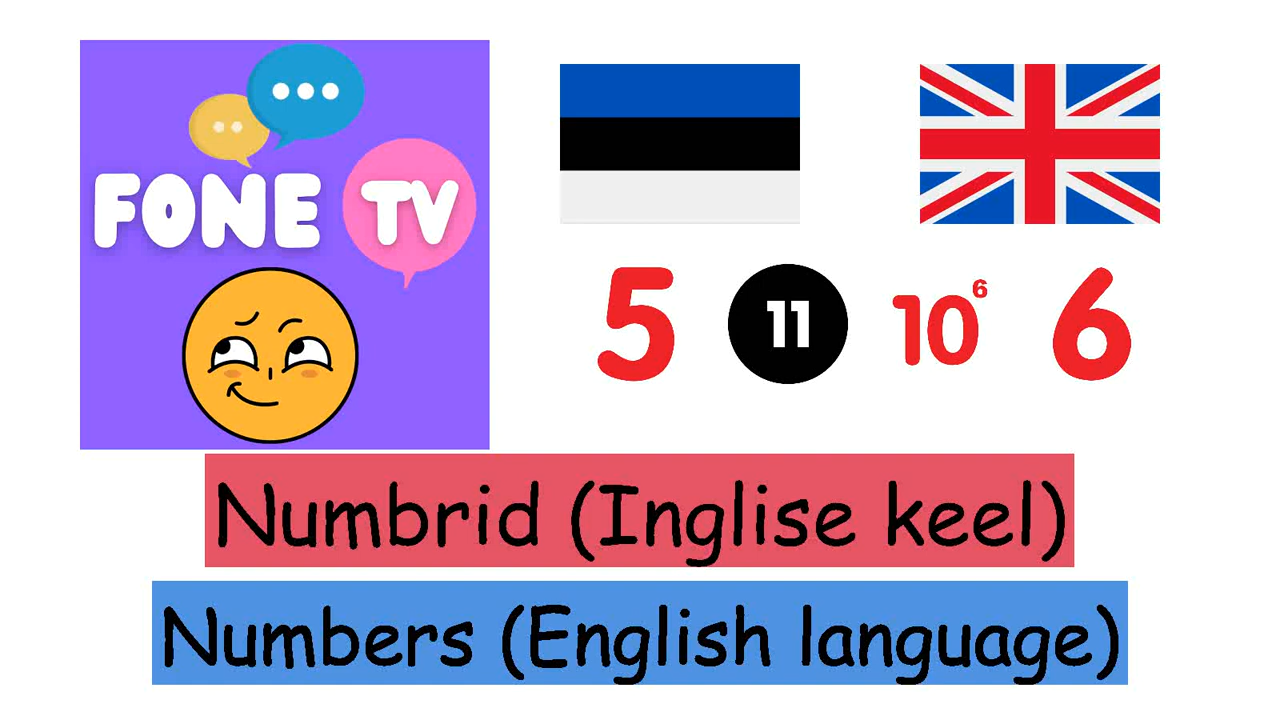 FONE TV
5 11 10⁶ 6
Numbrid (Inglise keel)
Numbers (English language)